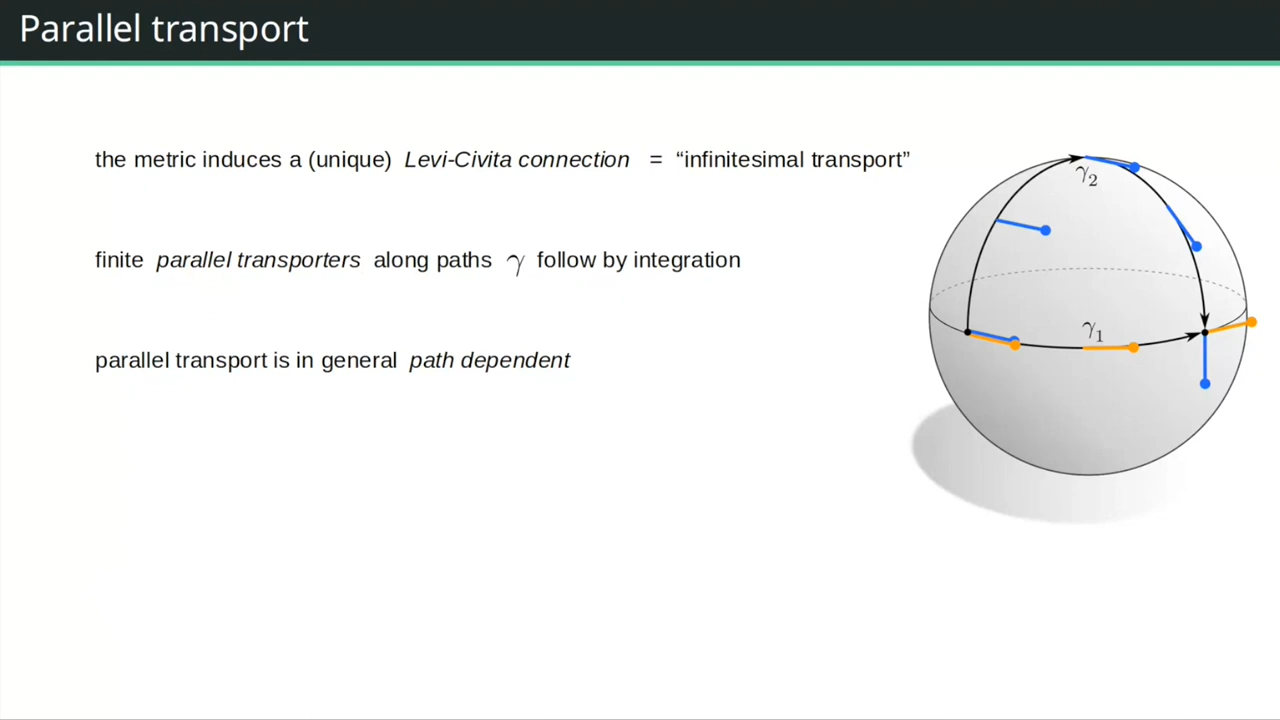 Parallel transport
the metric induces a (unique) Levi-Civita connection = “infinitesimal transport”
finite parallel transporters along paths γ follow by integration
parallel transport is in general path dependent
γ₂
γ₁